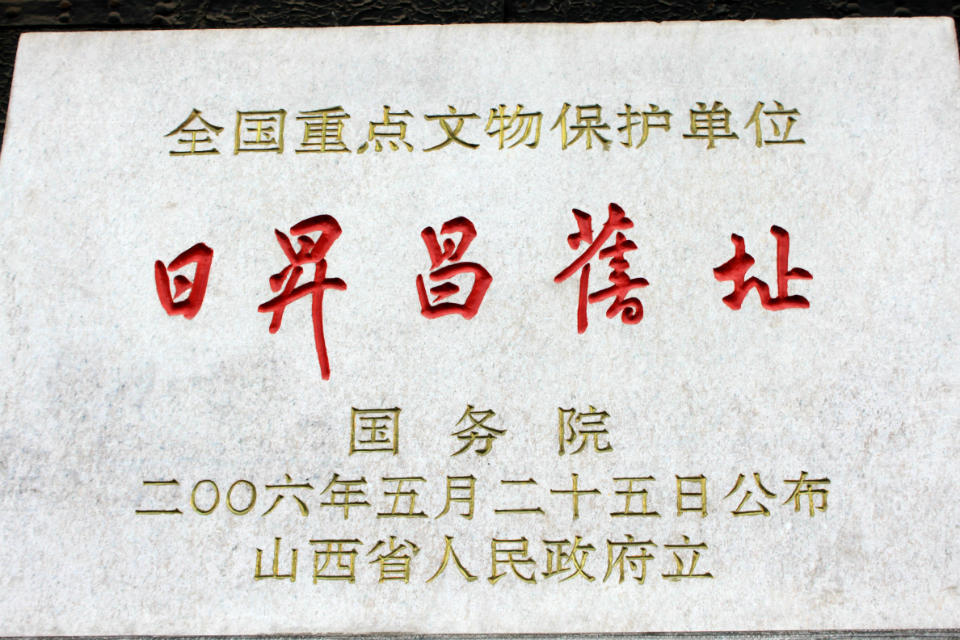 全国重点文物保护单位
日昇昌舊址
国务院
二〇〇六年五月二十五日公布
山西省人民政府立